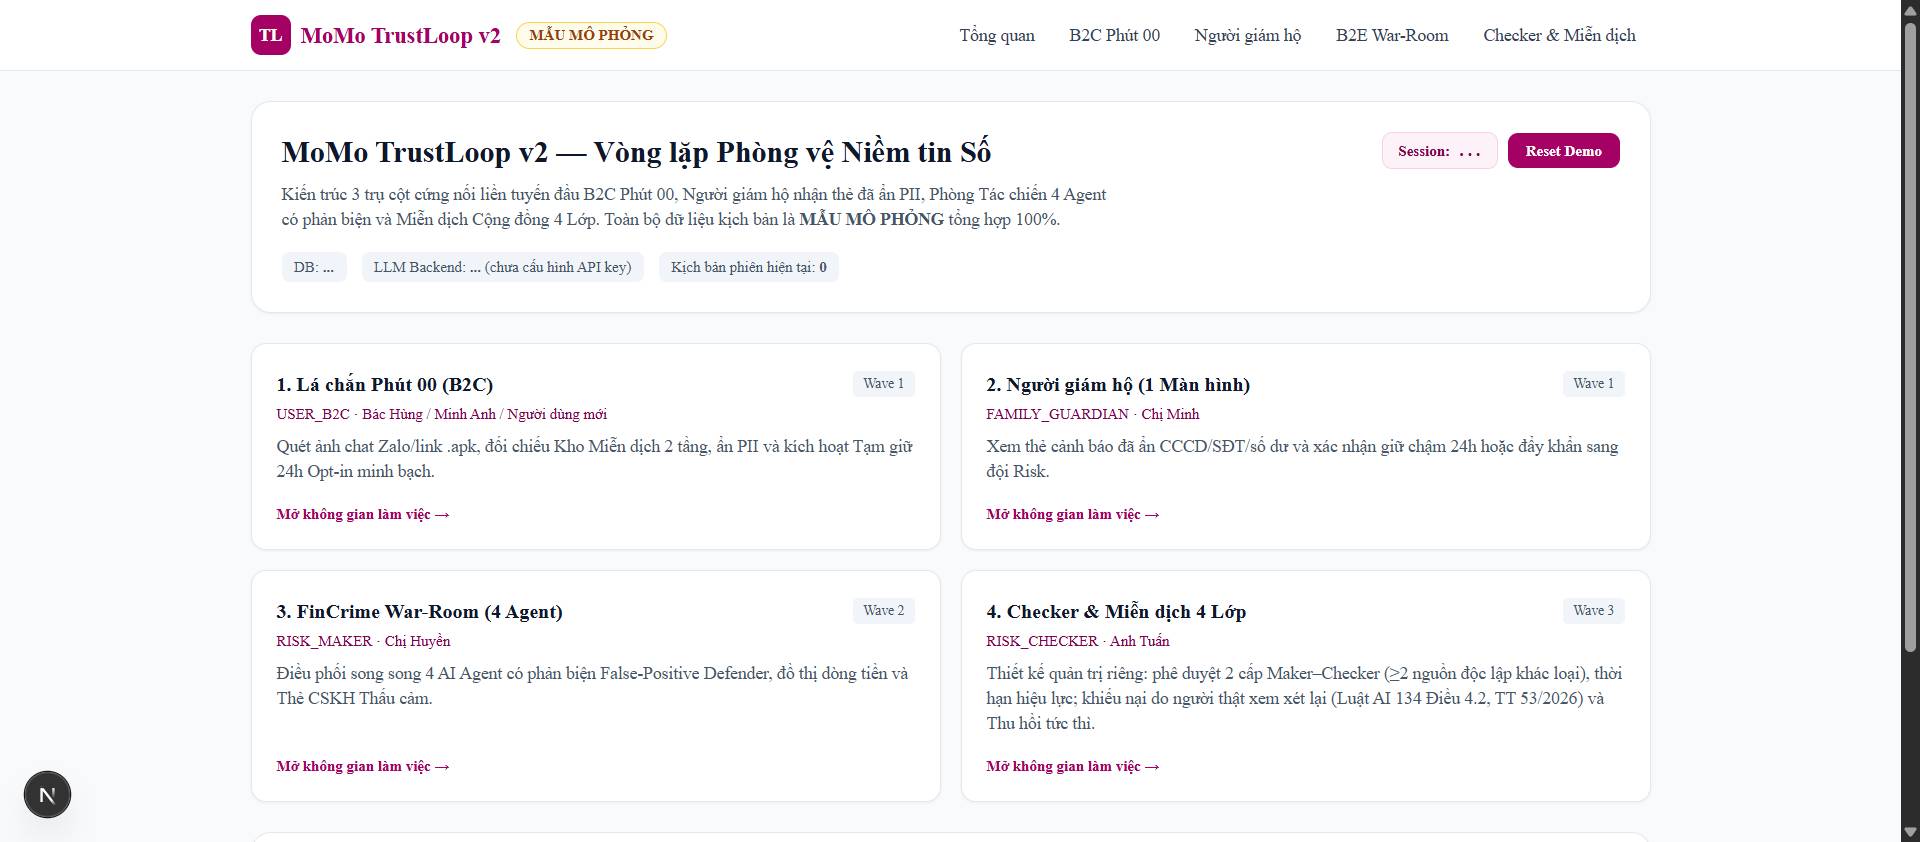 TL MoMo TrustLoop v2 MẪU MÔ PHỎNG Tổng quan B2C Phút 00 Người giám hộ B2E War-Room Checker & Miễn dịch
MoMo TrustLoop v2 — Vòng lặp Phòng vệ Niềm tin Số
Session: ... Reset Demo
Kiến trúc 3 trụ cột cứng nối liền tuyến đầu B2C Phút 00, Người giám hộ nhận thẻ đã ẩn PII, Phòng Tác chiến 4 Agent
có phản biện và Miễn dịch Cộng đồng 4 Lớp. Toàn bộ dữ liệu kịch bản là MẪU MÔ PHỎNG tổng hợp 100%.
DB: ... LLM Backend: ... (chưa cấu hình API key) Kịch bản phiên hiện tại: 0
1. Lá chắn Phút 00 (B2C) Wave 1
USER_B2C · Bác Hùng / Minh Anh / Người dùng mới
Quét ảnh chat Zalo/link .apk, đối chiếu Kho Miễn dịch 2 tầng, ẩn PII và kích hoạt Tạm giữ
24h Opt-in minh bạch.
Mở không gian làm việc →
2. Người giám hộ (1 Màn hình) Wave 1
FAMILY_GUARDIAN · Chị Minh
Xem thẻ cảnh báo đã ẩn CCCD/SĐT/số dư và xác nhận giữ chậm 24h hoặc đẩy khẩn sang
đội Risk.
Mở không gian làm việc →
3. FinCrime War-Room (4 Agent) Wave 2
RISK_MAKER · Chị Huyền
Điều phối song song 4 AI Agent có phản biện False-Positive Defender, đồ thị dòng tiền và
Thẻ CSKH Thấu cảm.
Mở không gian làm việc →
4. Checker & Miễn dịch 4 Lớp Wave 3
RISK_CHECKER · Anh Tuấn
Thiết kế quản trị riêng: phê duyệt 2 cấp Maker–Checker (≥2 nguồn độc lập khác loại), thời
hạn hiệu lực; khiếu nại do người thật xem xét lại (Luật AI 134 Điều 4.2, TT 53/2026) và
Thu hồi tức thì.
Mở không gian làm việc →
N